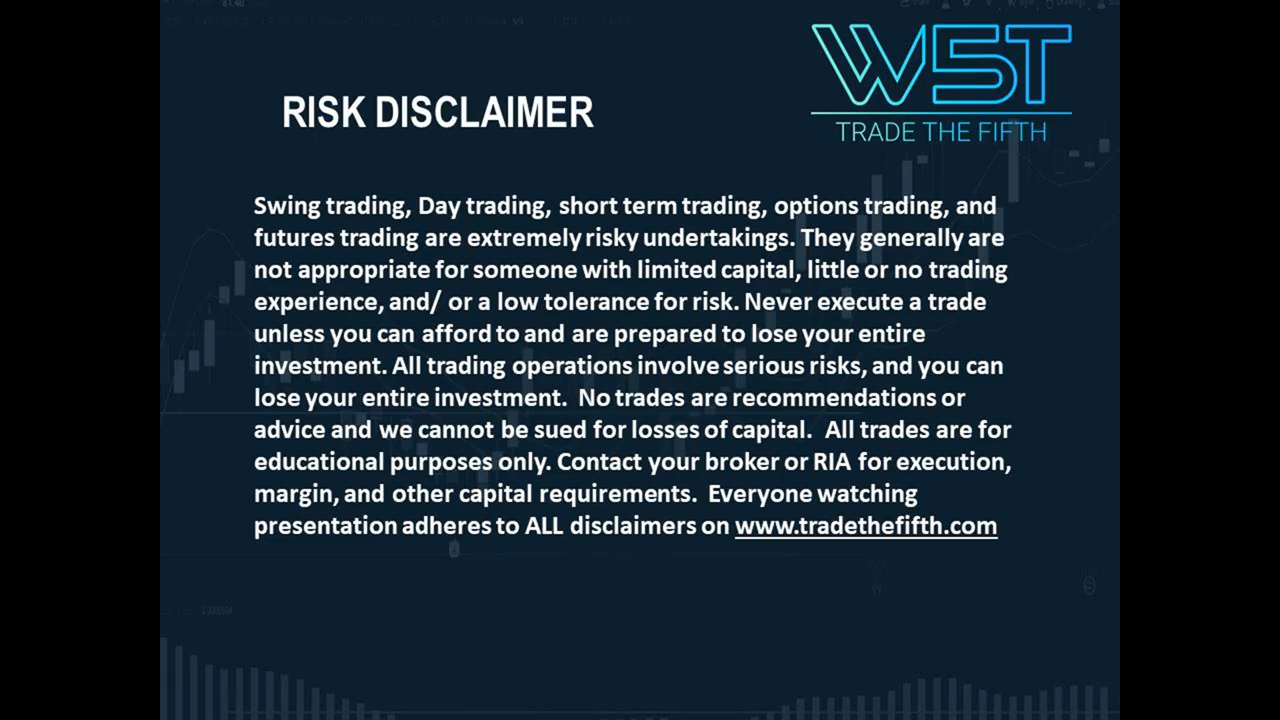 W5T
TRADE THE FIFTH
RISK DISCLAIMER
Swing trading, Day trading, short term trading, options trading, and
futures trading are extremely risky undertakings. They generally are
not appropriate for someone with limited capital, little or no trading
experience, and/ or a low tolerance for risk. Never execute a trade
unless you can afford to and are prepared to lose your entire
investment. All trading operations involve serious risks, and you can
lose your entire investment.  No trades are recommendations or
advice and we cannot be sued for losses of capital.  All trades are for
educational purposes only. Contact your broker or RIA for execution,
margin, and other capital requirements.  Everyone watching
presentation adheres to ALL disclaimers on www.tradethefifth.com